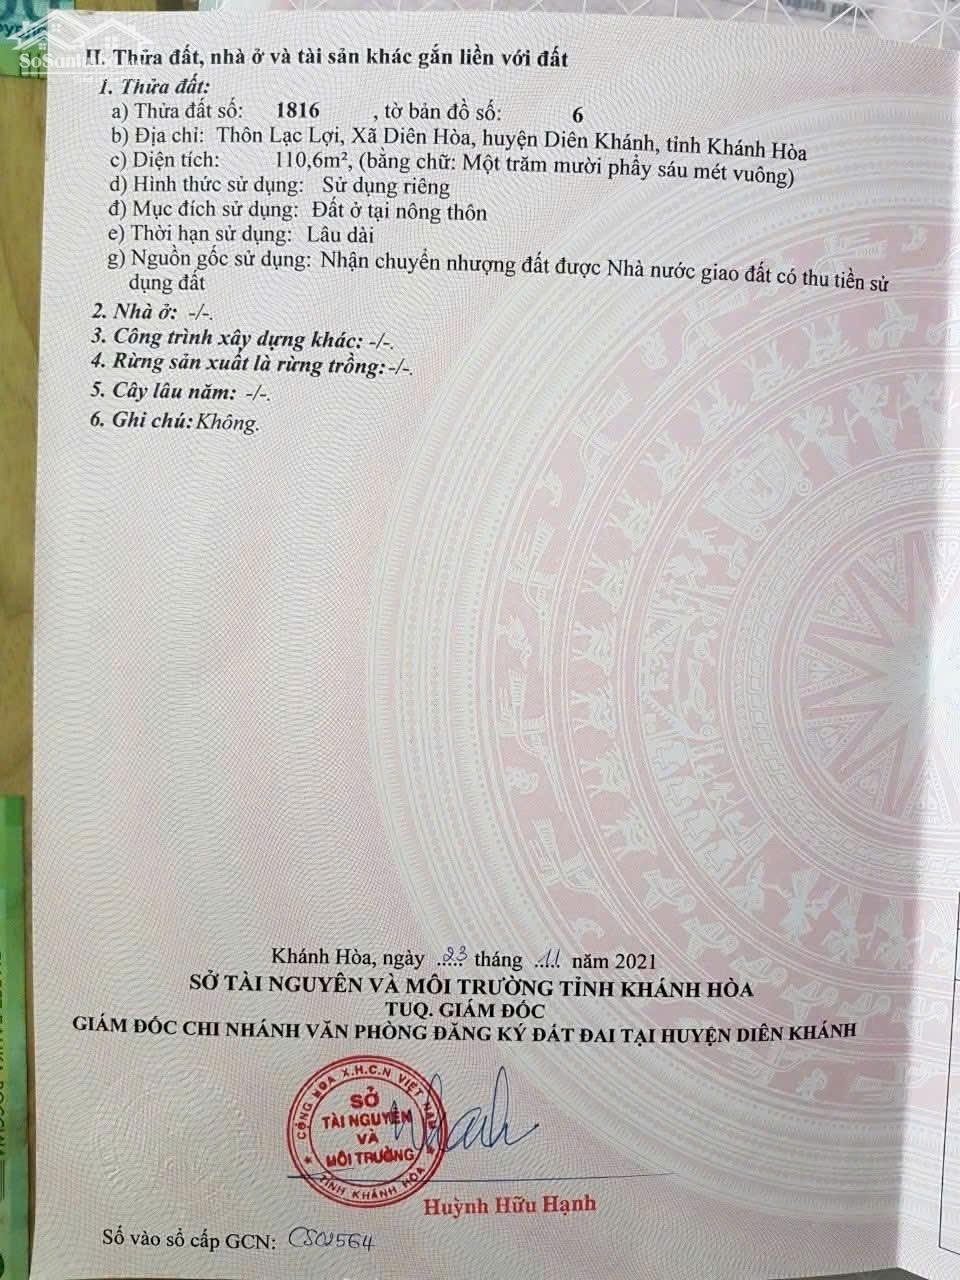 II. Thửa đất, nhà ở và tài sản khác gắn liền với đất
1. Thửa đất:
a) Thửa đất số: 1816 , tờ bản đồ số: 6
b) Địa chỉ: Thôn Lạc Lợi, Xã Diên Hòa, huyện Diên Khánh, tỉnh Khánh Hòa
c) Diện tích: 110,6m², (bằng chữ: Một trăm mười phẩy sáu mét vuông)
d) Hình thức sử dụng: Sử dụng riêng
đ) Mục đích sử dụng: Đất ở tại nông thôn
e) Thời hạn sử dụng: Lâu dài
g) Nguồn gốc sử dụng: Nhận chuyển nhượng đất được Nhà nước giao đất có thu tiền sử
dụng đất
2. Nhà ở: -/-.
3. Công trình xây dựng khác: -/-.
4. Rừng sản xuất là rừng trồng: -/-.
5. Cây lâu năm: -/-.
6. Ghi chú: Không.
Khánh Hòa, ngày 23 tháng 11 năm 2021
SỞ TÀI NGUYÊN VÀ MÔI TRƯỜNG TỈNH KHÁNH HÒA
TUQ. GIÁM ĐỐC
GIÁM ĐỐC CHI NHÁNH VĂN PHÒNG ĐĂNG KÝ ĐẤT ĐAI TẠI HUYỆN DIÊN KHÁNH
CỘNG HÒA X.H.C.N VIỆT NAM
SỞ
TÀI NGUYÊN
VÀ
MÔI TRƯỜNG
TỈNH KHÁNH HÒA
Huỳnh Hữu Hạnh
Số vào sổ cấp GCN: CS02564